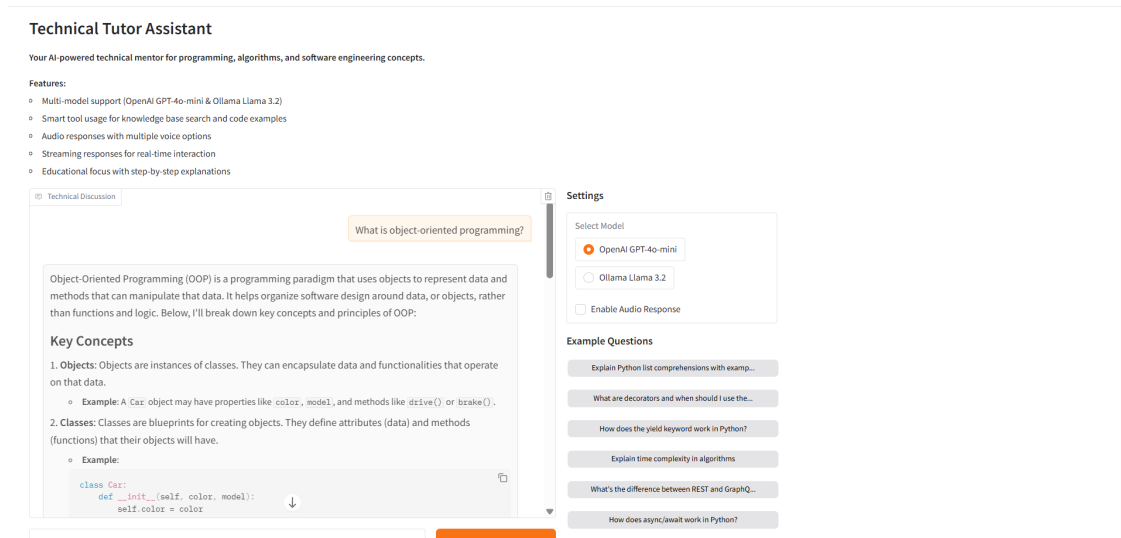 Technical Tutor Assistant
Your AI-powered technical mentor for programming, algorithms, and software engineering concepts.
Features:
Multi-model support (OpenAI GPT-4o-mini & Ollama Llama 3.2)
Smart tool usage for knowledge base search and code examples
Audio responses with multiple voice options
Streaming responses for real-time interaction
Educational focus with step-by-step explanations
Technical Discussion
What is object-oriented programming?
Object-Oriented Programming (OOP) is a programming paradigm that uses objects to represent data and
methods that can manipulate that data. It helps organize software design around data, or objects, rather
than functions and logic. Below, I'll break down key concepts and principles of OOP:
Key Concepts
1. Objects: Objects are instances of classes. They can encapsulate data and functionalities that operate
on that data.
Example: A Car object may have properties like color, model, and methods like drive() or brake().
2. Classes: Classes are blueprints for creating objects. They define attributes (data) and methods
(functions) that their objects will have.
Example:
class Car:
    def __init__(self, color, model):
        self.color = color
Settings
Select Model
OpenAI GPT-4o-mini
Ollama Llama 3.2
Enable Audio Response
Example Questions
Explain Python list comprehensions with examp...
What are decorators and when should I use the...
How does the yield keyword work in Python?
Explain time complexity in algorithms
What's the difference between REST and GraphQ...
How does async/await work in Python?